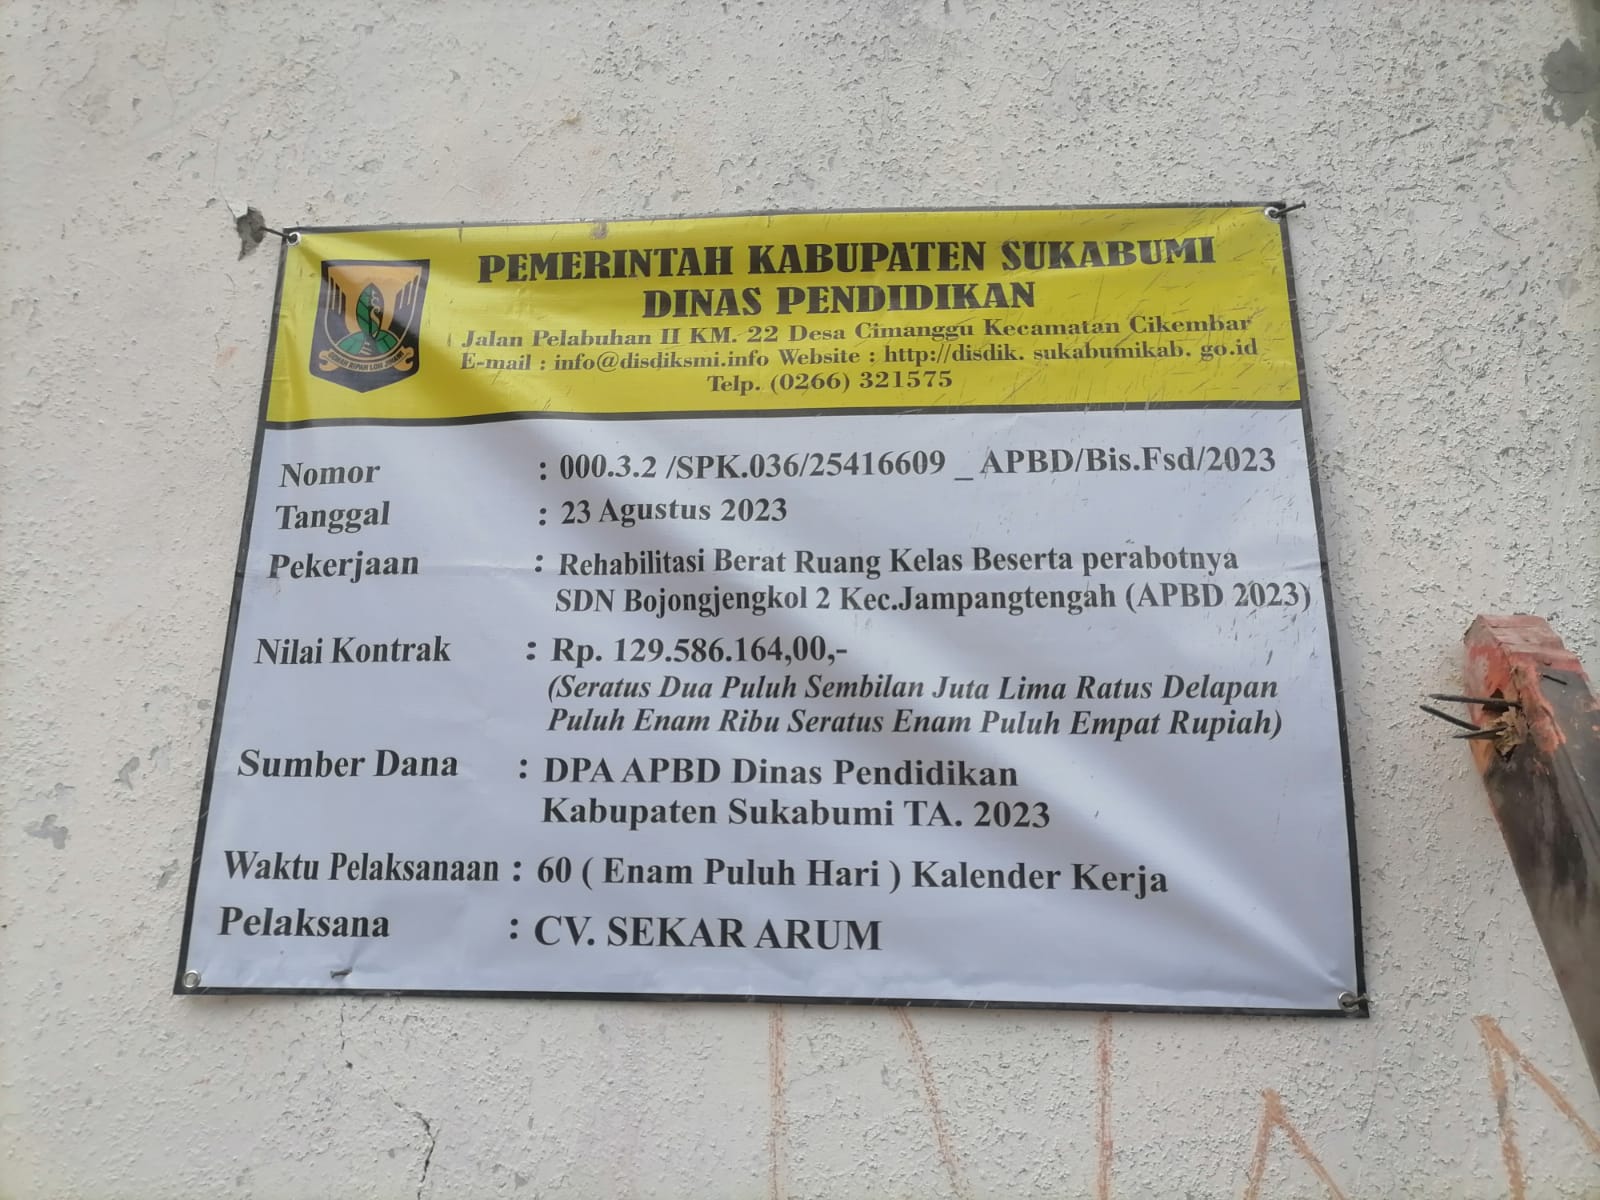 PEMERINTAH KABUPATEN SUKABUMI
DINAS PENDIDIKAN
Jalan Pelabuhan II KM. 22 Desa Cimanggu Kecamatan Cikembar
E-mail : info@disdiksmi.info Website : http://disdik. sukabumikab. go.id
Telp. (0266) 321575
Nomor : 000.3.2 /SPK.036/25416609 _ APBD/Bis.Fsd/2023
Tanggal : 23 Agustus 2023
Pekerjaan : Rehabilitasi Berat Ruang Kelas Beserta perabotnya
SDN Bojongjengkol 2 Kec.Jampangtengah (APBD 2023)
Nilai Kontrak : Rp. 129.586.164,00,-
(Seratus Dua Puluh Sembilan Juta Lima Ratus Delapan
Puluh Enam Ribu Seratus Enam Puluh Empat Rupiah)
Sumber Dana : DPA APBD Dinas Pendidikan
Kabupaten Sukabumi TA. 2023
Waktu Pelaksanaan : 60 ( Enam Puluh Hari ) Kalender Kerja
Pelaksana : CV. SEKAR ARUM